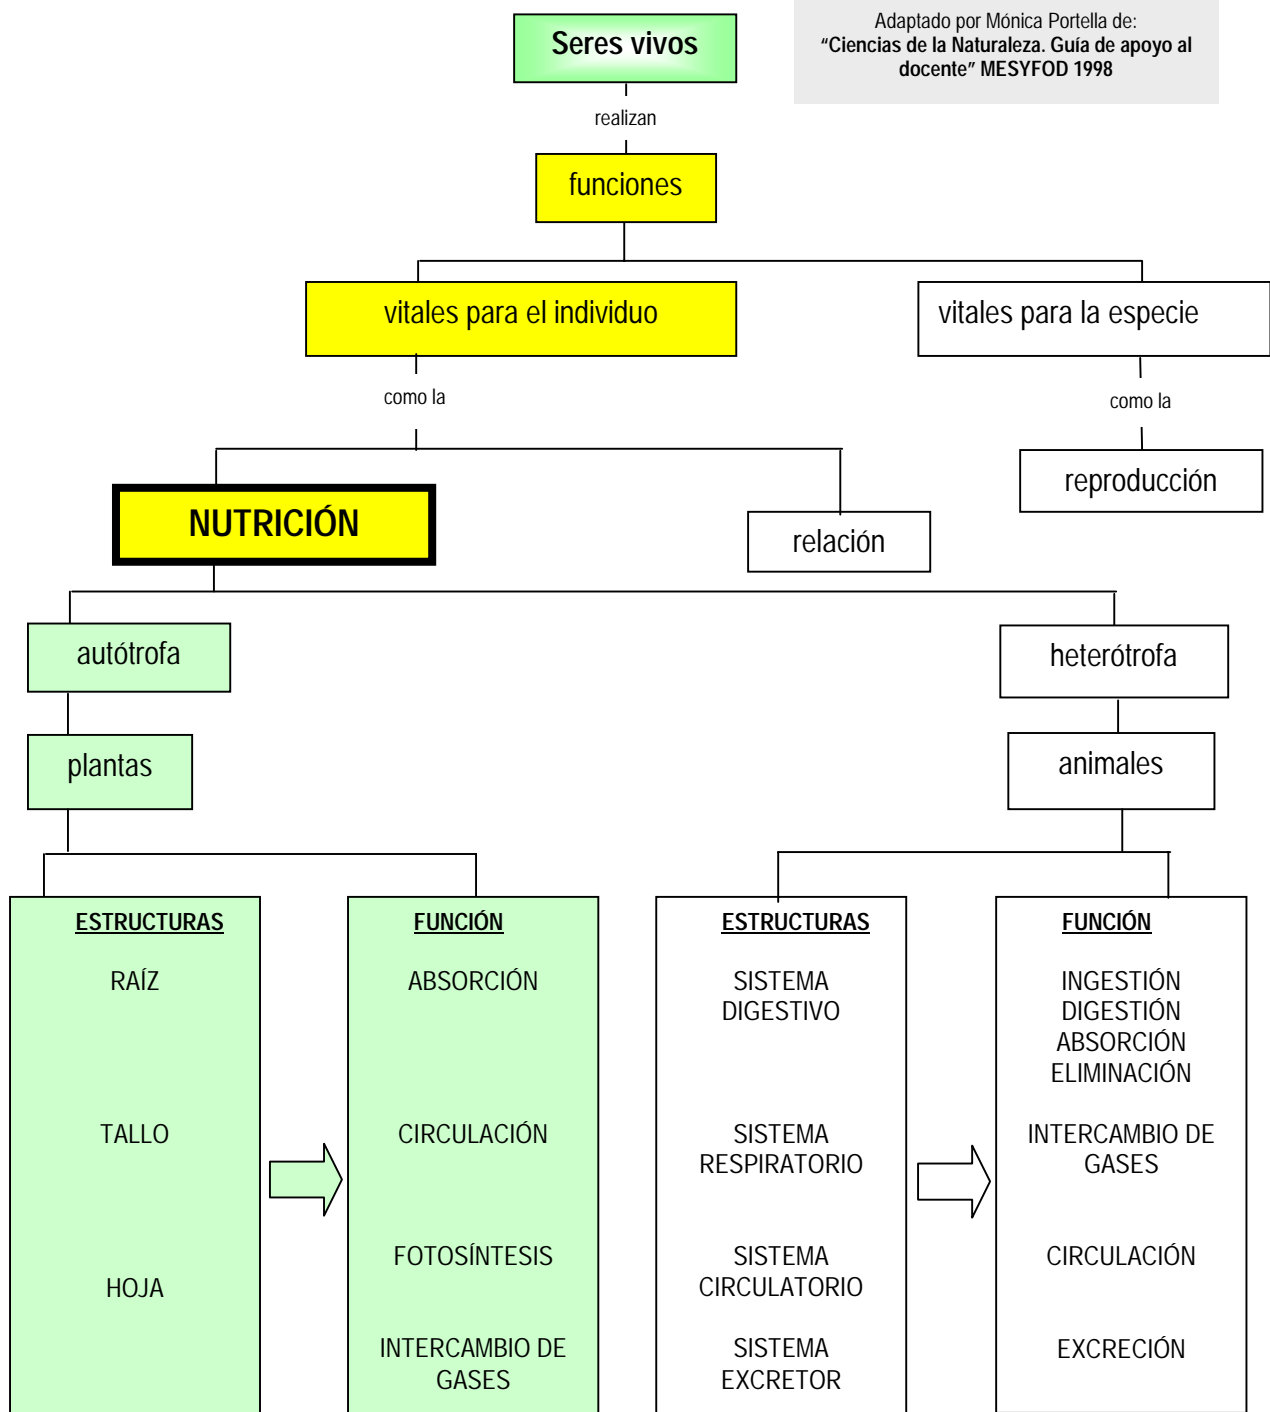 Adaptado por Mónica Portella de:
"Ciencias de la Naturaleza. Guía de apoyo al
docente" MESYFOD 1998
Seres vivos
realizan
funciones
vitales para el individuo
vitales para la especie
como la
como la
NUTRICIÓN
relación
reproducción
autótrofa
heterótrofa
plantas
animales
ESTRUCTURAS
RAÍZ
TALLO
HOJA
FUNCIÓN
ABSORCIÓN
CIRCULACIÓN
FOTOSÍNTESIS
INTERCAMBIO DE
GASES
ESTRUCTURAS
SISTEMA
DIGESTIVO
SISTEMA
RESPIRATORIO
SISTEMA
CIRCULATORIO
SISTEMA
EXCRETOR
FUNCIÓN
INGESTIÓN
DIGESTIÓN
ABSORCIÓN
ELIMINACIÓN
INTERCAMBIO DE
GASES
CIRCULACIÓN
EXCRECIÓN